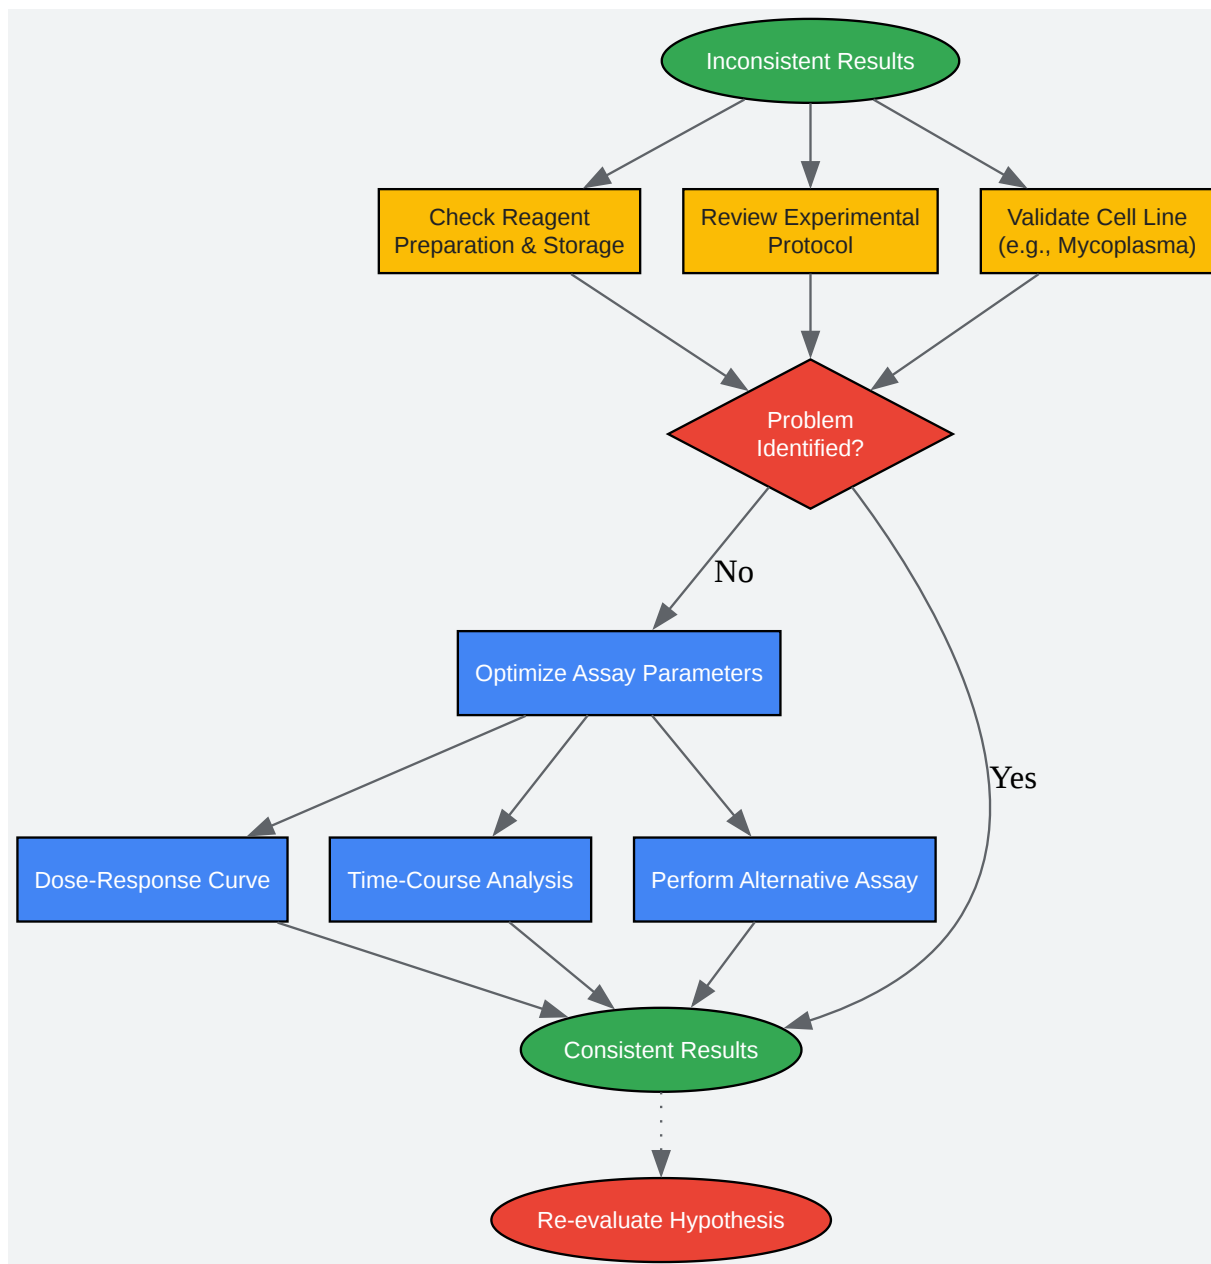 Inconsistent Results
Check Reagent
Preparation & Storage
Review Experimental
Protocol
Validate Cell Line
(e.g., Mycoplasma)
Problem
Identified?
No
Optimize Assay Parameters
Yes
Dose-Response Curve
Time-Course Analysis
Perform Alternative Assay
Consistent Results
Re-evaluate Hypothesis